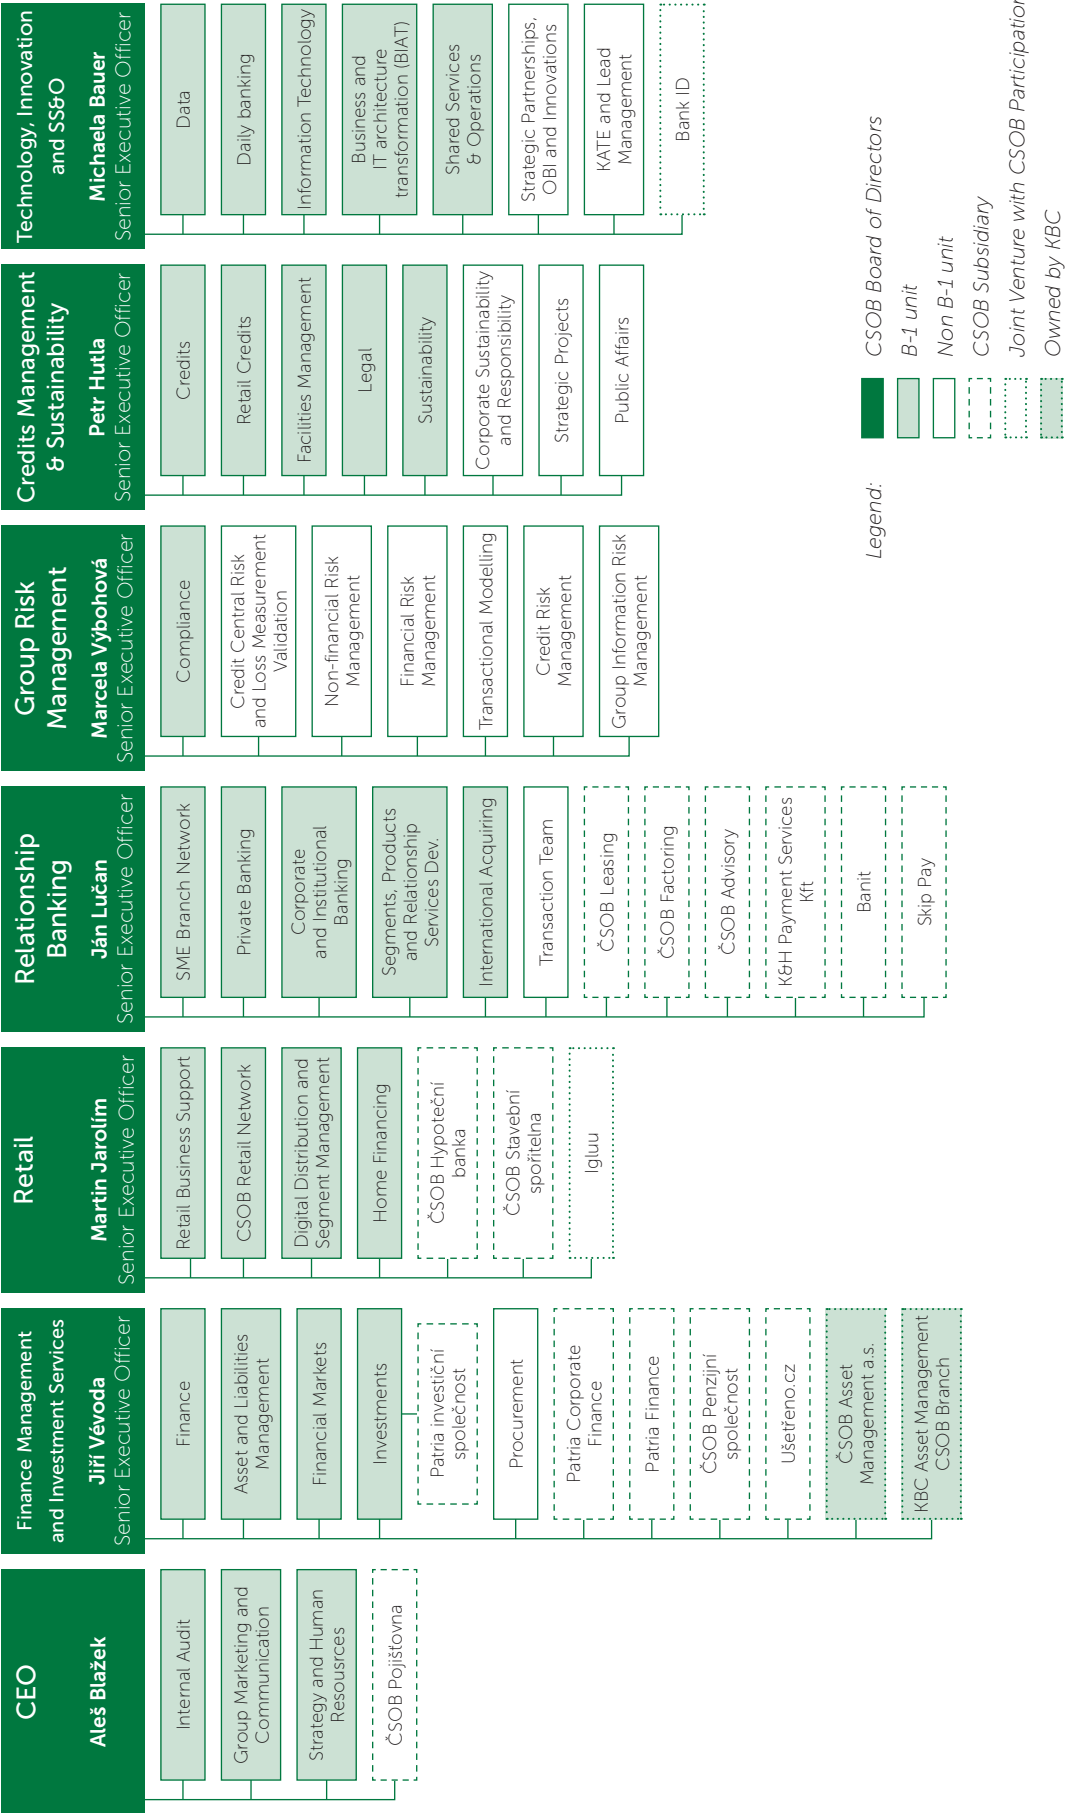 CEO
Aleš Blažek
Internal Audit
Group Marketing and
Communication
Strategy and Human
Resousrces
ČSOB Pojišťovna
Finance Management
and Investment Services
Jiří Vévoda
Senior Executive Officer
Finance
Asset and Liabilities
Management
Financial Markets
Investments
Patria investiční
společnost
Procurement
Patria Corporate
Finance
Patria Finance
ČSOB Penzijní
společnost
Ušetřeno.cz
ČSOB Asset
Management a.s.
KBC Asset Management
CSOB Branch
Retail
Martin Jarolím
Senior Executive Officer
Retail Business Support
CSOB Retail Network
Digital Distribution and
Segment Management
Home Financing
ČSOB Hypoteční
banka
ČSOB Stavební
spořitelna
Igluu
Relationship
Banking
Ján Lučan
Senior Executive Officer
SME Branch Network
Private Banking
Corporate
and Institutional
Banking
Segments, Products
and Relationship
Services Dev.
International Acquiring
Transaction Team
ČSOB Leasing
ČSOB Factoring
ČSOB Advisory
K&H Payment Services
Kft
Banit
Skip Pay
Group Risk
Management
Marcela Výbohová
Senior Executive Officer
Compliance
Credit Central Risk
and Loss Measurement
Validation
Non-financial Risk
Management
Financial Risk
Management
Transactional Modelling
Credit Risk
Management
Group Information Risk
Management
Credits Management
& Sustainability
Petr Hutla
Senior Executive Officer
Credits
Retail Credits
Facilities Management
Legal
Sustainability
Corporate Sustainability
and Responsibility
Strategic Projects
Public Affairs
Technology, Innovation
and SS&O
Michaela Bauer
Senior Executive Officer
Data
Daily banking
Information Technology
Business and
IT architecture
transformation (BIAT)
Shared Services
& Operations
Strategic Partnerships,
OBI and Innovations
KATE and Lead
Management
Bank ID
Legend:
CSOB Board of Directors
B-1 unit
Non B-1 unit
CSOB Subsidiary
Joint Venture with CSOB Participation
Owned by KBC